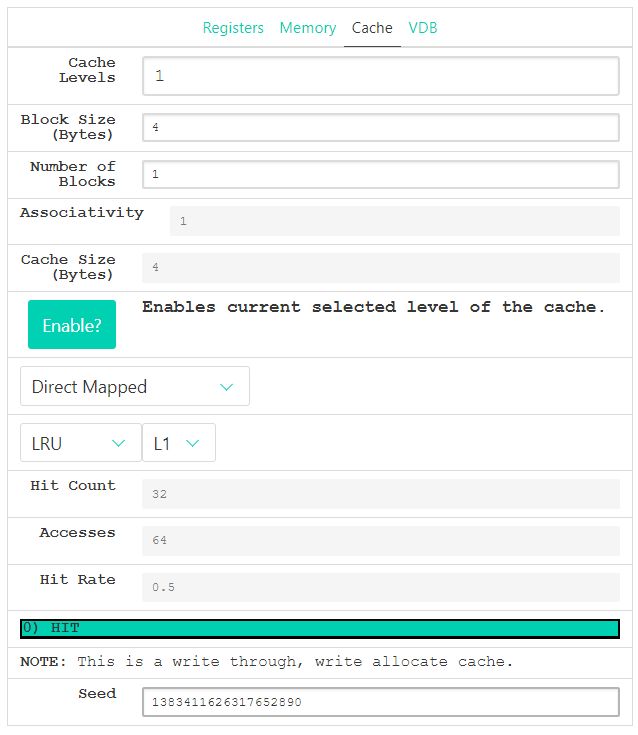 Registers Memory Cache VDB
Cache
Levels
1
Block Size
(Bytes)
4
Number of
Blocks
1
Associativity
1
Cache Size
(Bytes)
4
Enable?
Enables current selected level of the cache.
Direct Mapped
LRU
L1
Hit Count
32
Accesses
64
Hit Rate
0.5
0) HIT
NOTE: This is a write through, write allocate cache.
Seed
1383411626317652890